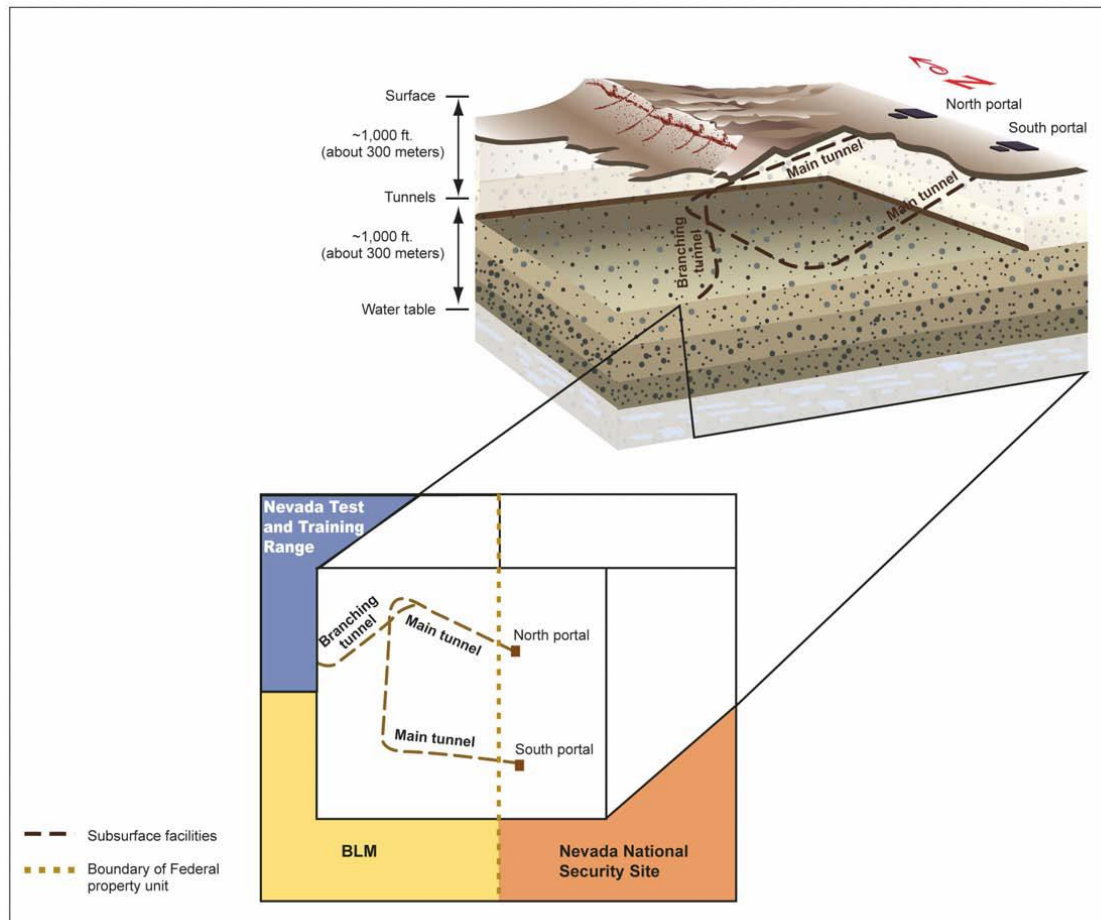 N
North portal
South portal
Surface
~1,000 ft.
(about 300 meters)
Tunnels
~1,000 ft.
(about 300 meters)
Water table
Main tunnel
Main tunnel
Branching
tunnel
Nevada Test
and Training
Range
Branching
tunnel
Main tunnel
North portal
Main tunnel
South portal
BLM
Nevada National
Security Site
Subsurface facilities
Boundary of Federal
property unit